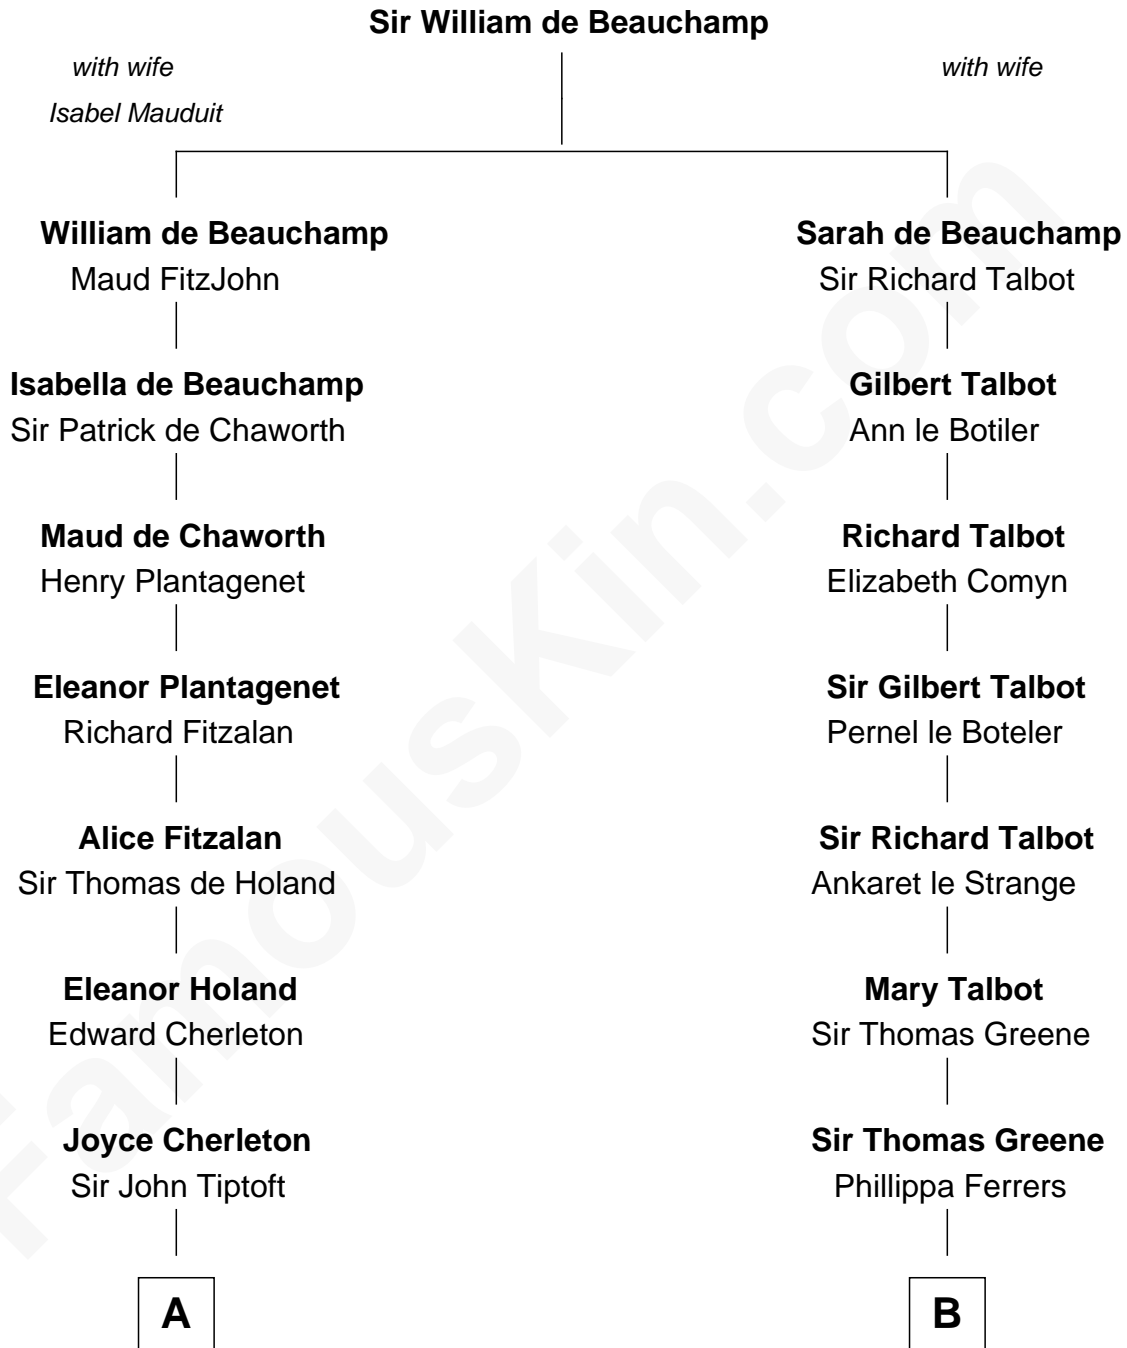 Sir William de Beauchamp
with wife
Isabel Mauduit
with wife
William de Beauchamp
Maud FitzJohn
Sarah de Beauchamp
Sir Richard Talbot
Isabella de Beauchamp
Sir Patrick de Chaworth
Gilbert Talbot
Ann le Botiler
Maud de Chaworth
Henry Plantagenet
Richard Talbot
Elizabeth Comyn
Eleanor Plantagenet
Richard Fitzalan
Sir Gilbert Talbot
Pernel le Boteler
Alice Fitzalan
Sir Thomas de Holand
Sir Richard Talbot
Ankaret le Strange
Eleanor Holand
Edward Cherleton
Mary Talbot
Sir Thomas Greene
Joyce Cherleton
Sir John Tiptoft
Sir Thomas Greene
Phillippa Ferrers
A
B
FamousKin.com